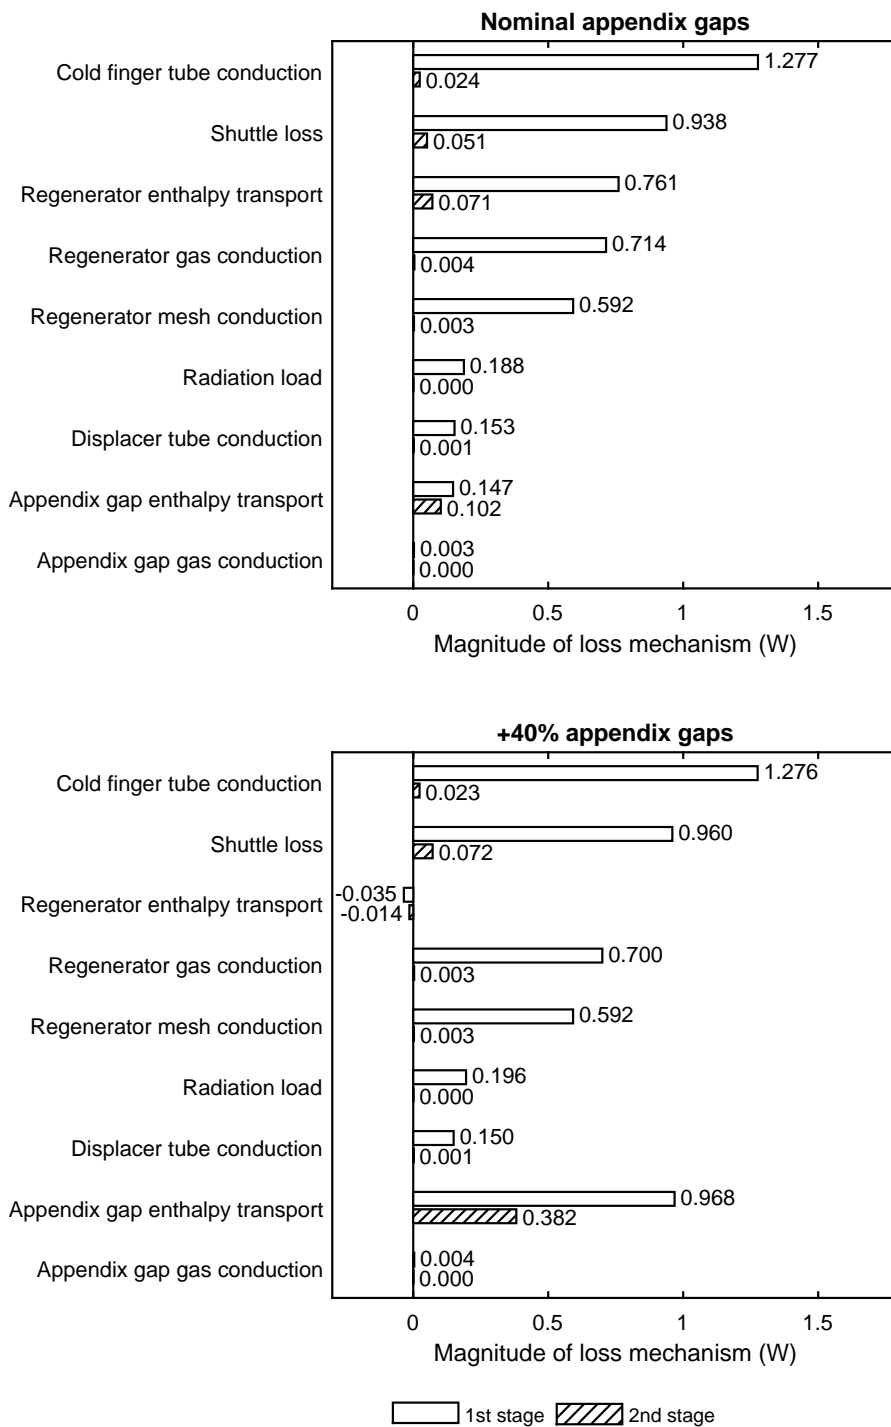 Nominal appendix gaps
Cold finger tube conduction
1.277
0.024
Shuttle loss
0.938
0.051
Regenerator enthalpy transport
0.761
0.071
Regenerator gas conduction
0.714
0.004
Regenerator mesh conduction
0.592
0.003
Radiation load
0.188
0.000
Displacer tube conduction
0.153
0.001
Appendix gap enthalpy transport
0.147
0.102
Appendix gap gas conduction
0.003
0.000
0 0.5 1 1.5
Magnitude of loss mechanism (W)
+40% appendix gaps
Cold finger tube conduction
1.276
0.023
Shuttle loss
0.960
0.072
Regenerator enthalpy transport
-0.035
-0.014
Regenerator gas conduction
0.700
0.003
Regenerator mesh conduction
0.592
0.003
Radiation load
0.196
0.000
Displacer tube conduction
0.150
0.001
Appendix gap enthalpy transport
0.968
0.382
Appendix gap gas conduction
0.004
0.000
0 0.5 1 1.5
Magnitude of loss mechanism (W)
1st stage 2nd stage